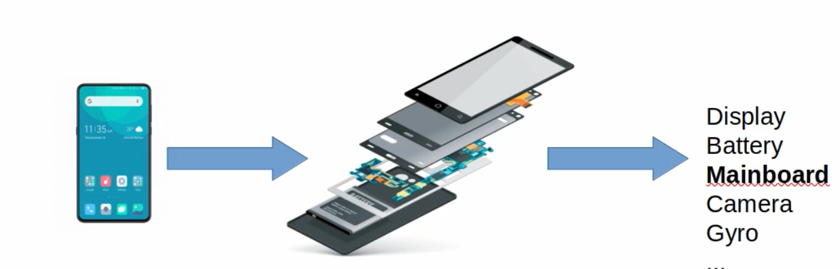 11:35
Display
Battery
Mainboard
Camera
Gyro
...